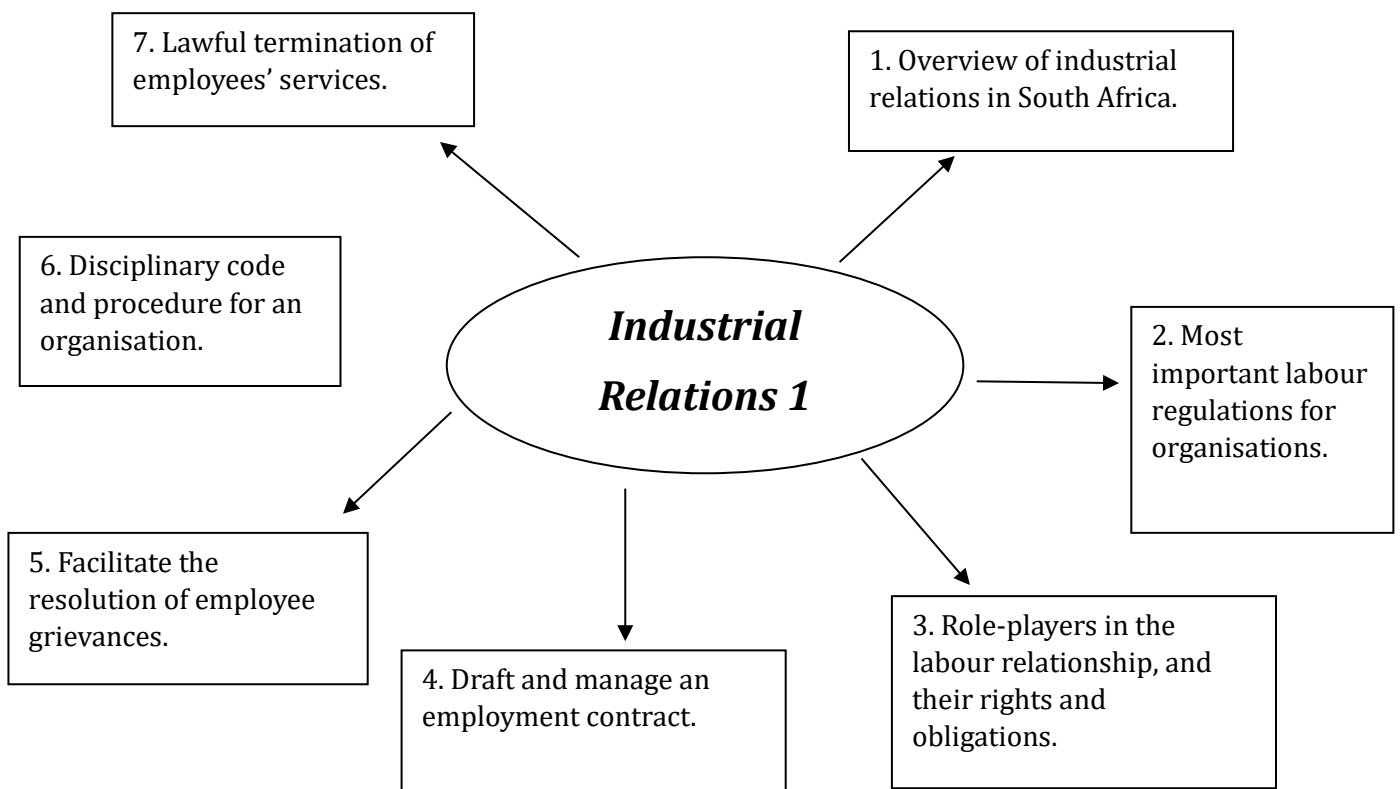 7. Lawful termination of
employees’ services.
1. Overview of industrial
relations in South Africa.
6. Disciplinary code
and procedure for an
organisation.
Industrial
Relations 1
2. Most
important labour
regulations for
organisations.
5. Facilitate the
resolution of employee
grievances.
4. Draft and manage an
employment contract.
3. Role-players in the
labour relationship, and
their rights and
obligations.